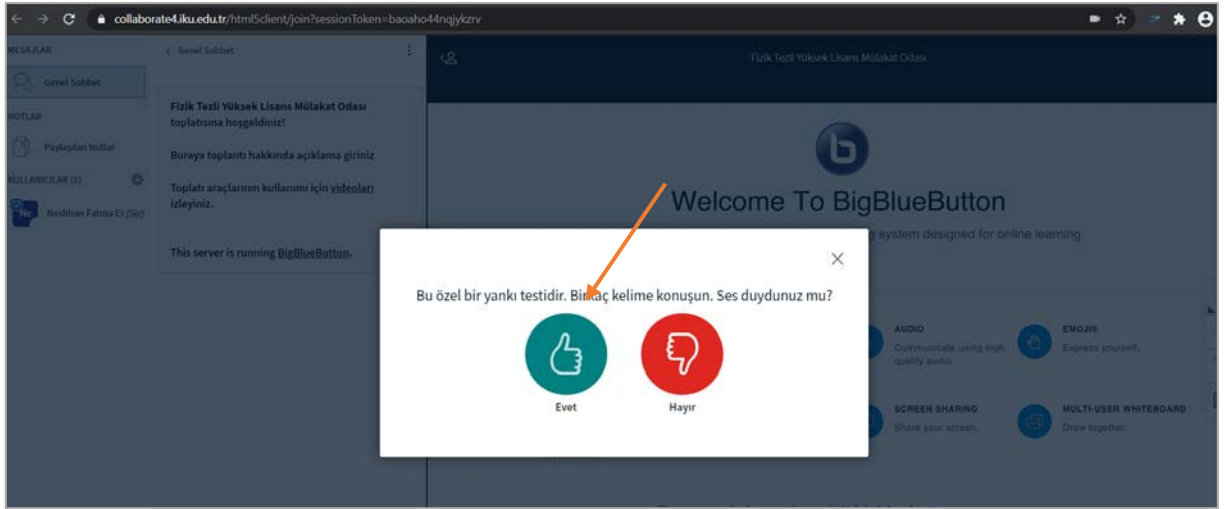 collaborate4.iku.edu.tr/html5client/join?sessionToken=baoaho44nqjykzrv
MESAJLAR
Genel Sohbet
NOTLAR
Paylaşılan Notlar
KULLANICILAR (1)
Ne
Neslihan Fatma Er (Siz)
Genel Sohbet
Fizik Tezli Yüksek Lisans Mülakat Odası
toplatısına hoşgeldiniz!
Buraya toplantı hakkında açıklama giriniz
Toplatı araçlarının kullanımı için videoları
izleyiniz.
This server is running BigBlueButton.
Fizik Tezli Yüksek Lisans Mülakat Odası
b
Welcome To BigBlueButton
system designed for online learning
Bu özel bir yankı testidir. Birkaç kelime konuşun. Ses duydunuz mu?
Evet
Hayır
AUDIO
Communicate using high
quality audio.
EMOJIS
Express yourself.
SCREEN SHARING
Share your screen.
MULTI-USER WHITEBOARD
Draw together.